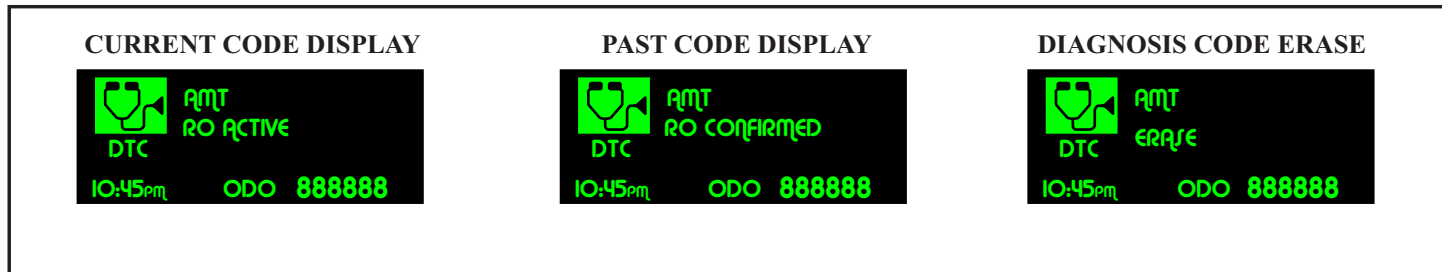 CURRENT CODE DISPLAY
AMT
RO ACTIVE
DTC
10:45PM ODO 888888
PAST CODE DISPLAY
AMT
RO CONFIRMED
DTC
10:45PM ODO 888888
DIAGNOSIS CODE ERASE
AMT
ERASE
DTC
10:45PM ODO 888888